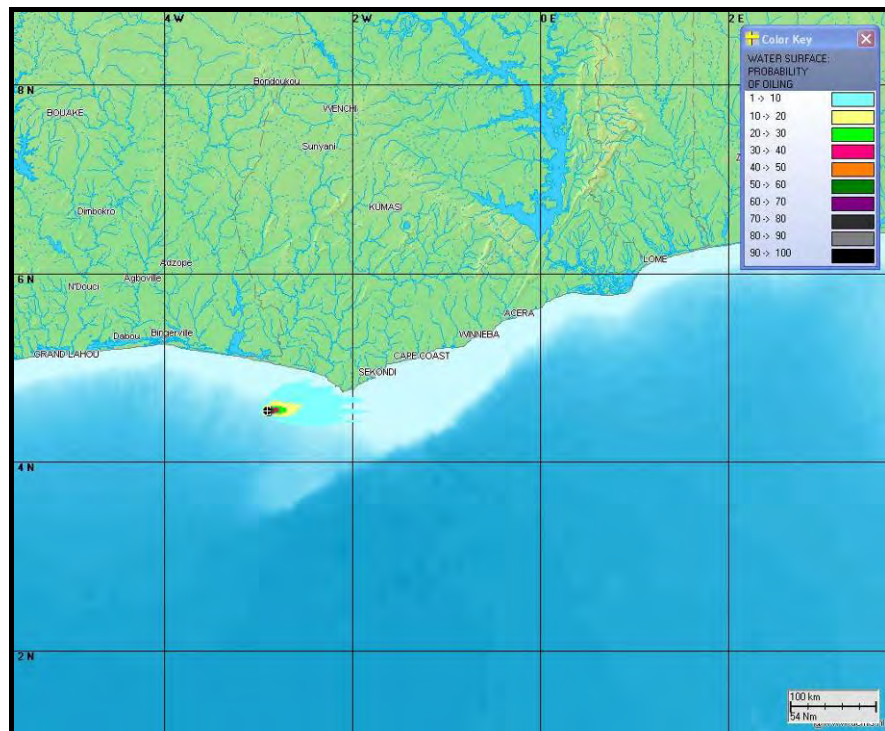 4 W
2 W
0 E
2 E
Color Key
WATER SURFACE:
PROBABILITY
OF OILING
1 -> 10
10 -> 20
20 -> 30
30 -> 40
40 -> 50
50 -> 60
60 -> 70
70 -> 80
80 -> 90
90 -> 100
8 N
Bondoukou
BOUAKE
WENCHI
Sunyani
Dimbokro
KUMASI
Adzope
LOME
6 N
Agboville
N'Douci
ACERA
Dabou
Bingerville
WINNEBA
GRAND LAHOU
CAPE COAST
SEKONDI
4 N
2 N
100 km
54 Nm